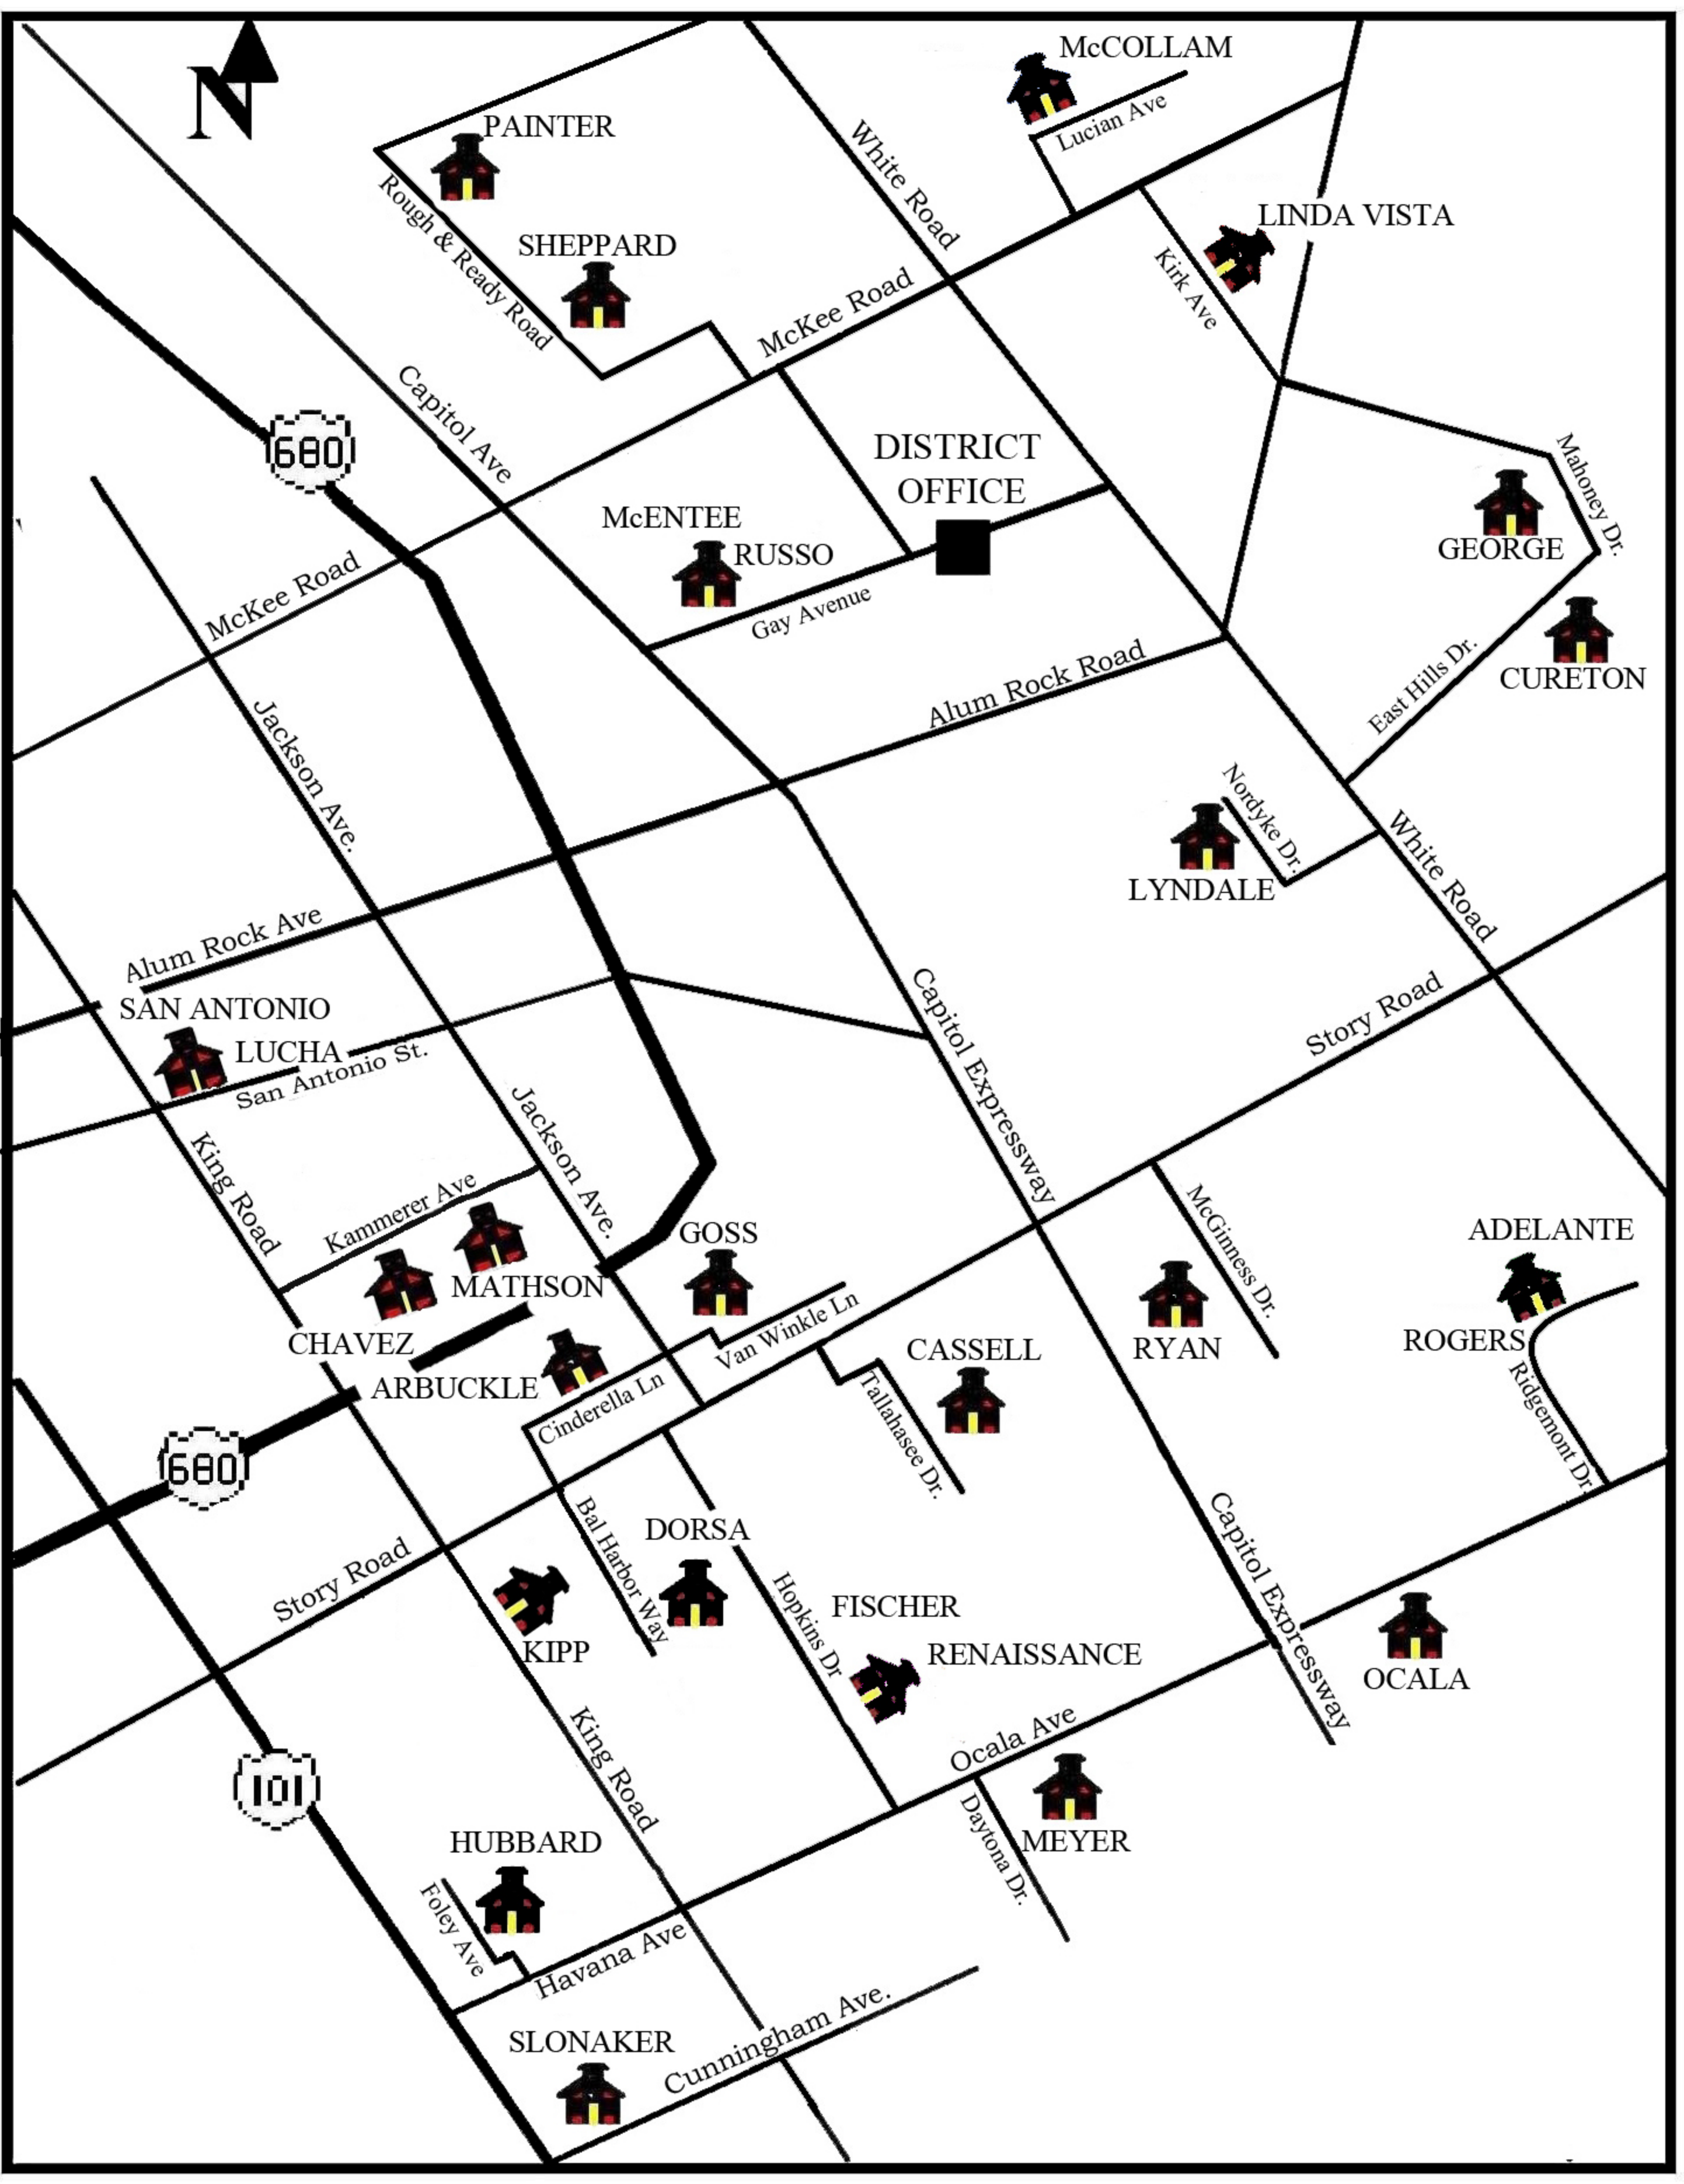 N
McCOLLAM
Lucian Ave
PAINTER
White Road
LINDA VISTA
Rough & Ready Road
SHEPPARD
Kirk Ave
McKee Road
Capitol Ave
680
DISTRICT
OFFICE
Mahoney Dr.
McENTEE
RUSSO
GEORGE
McKee Road
Gay Avenue
Alum Rock Road
East Hills Dr.
CURETON
Jackson Ave.
Nordyke Dr.
LYNDALE
White Road
Alum Rock Ave
SAN ANTONIO
LUCHA
San Antonio St.
Capitol Expressway
Story Road
King Road
Jackson Ave.
Kammerer Ave
McGinness Dr.
GOSS
ADELANTE
MATHSON
CHAVEZ
Van Winkle Ln
CASSELL
RYAN
ROGERS
ARBUCKLE
Cinderella Ln
Tallahasee Dr.
Ridgemont Dr.
680
Bal Harbor Way
DORSA
Capitol Expressway
Story Road
Hopkins Dr
FISCHER
KIPP
RENAISSANCE
OCALA
King Road
Ocala Ave
101
Daytona Dr.
MEYER
HUBBARD
Foley Ave
Havana Ave
SLONAKER
Cunningham Ave.